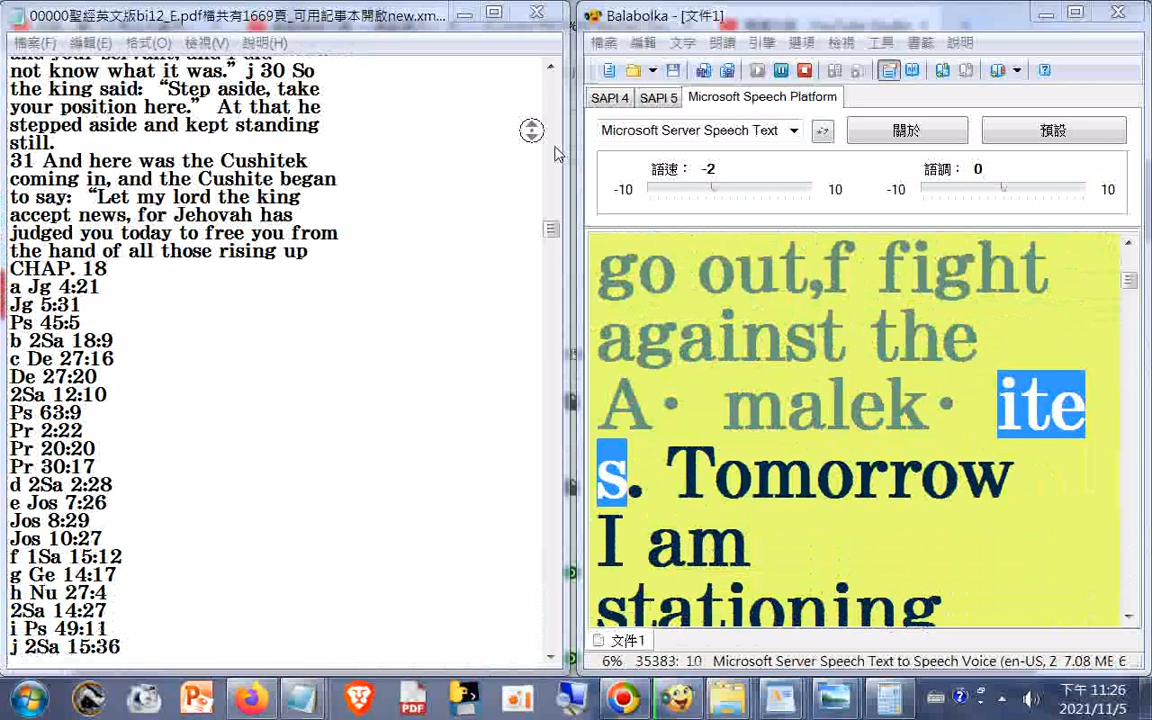 00000聖經英文版bi12_E.pdf檔共有1669頁_可用記事本開啟new.xm...
檔案(F) 編輯(E) 格式(O) 檢視(V) 說明(H)
not know what it was.” j 30 So
the king said: “Step aside, take
your position here.” At that he
stepped aside and kept standing
still.
31 And here was the Cushitek
coming in, and the Cushite began
to say: “Let my lord the king
accept news, for Jehovah has
judged you today to free you from
the hand of all those rising up
CHAP. 18
a Jg 4:21
Jg 5:31
Ps 45:5
b 2Sa 18:9
c De 27:16
De 27:20
2Sa 12:10
Ps 63:9
Pr 2:22
Pr 20:20
Pr 30:17
d 2Sa 2:28
e Jos 7:26
Jos 8:29
Jos 10:27
f 1Sa 15:12
g Ge 14:17
h Nu 27:4
2Sa 14:27
i Ps 49:11
j 2Sa 15:36
Balabolka - [文件1]
檔案 編輯 文字 朗讀 引擎 選項 檢視 工具 書籤 說明
SAPI 4 SAPI 5 Microsoft Speech Platform
Microsoft Server Speech Text 關於 預設
語速： -2 語調： 0
-10 10 -10 10
go out,f fight
against the
A· malek· ite
s. Tomorrow
I am
stationing
文件1
6% 35383: 10 Microsoft Server Speech Text to Speech Voice (en-US, 2 7.08 ME 6
PDF
下午 11:26
2021/11/5